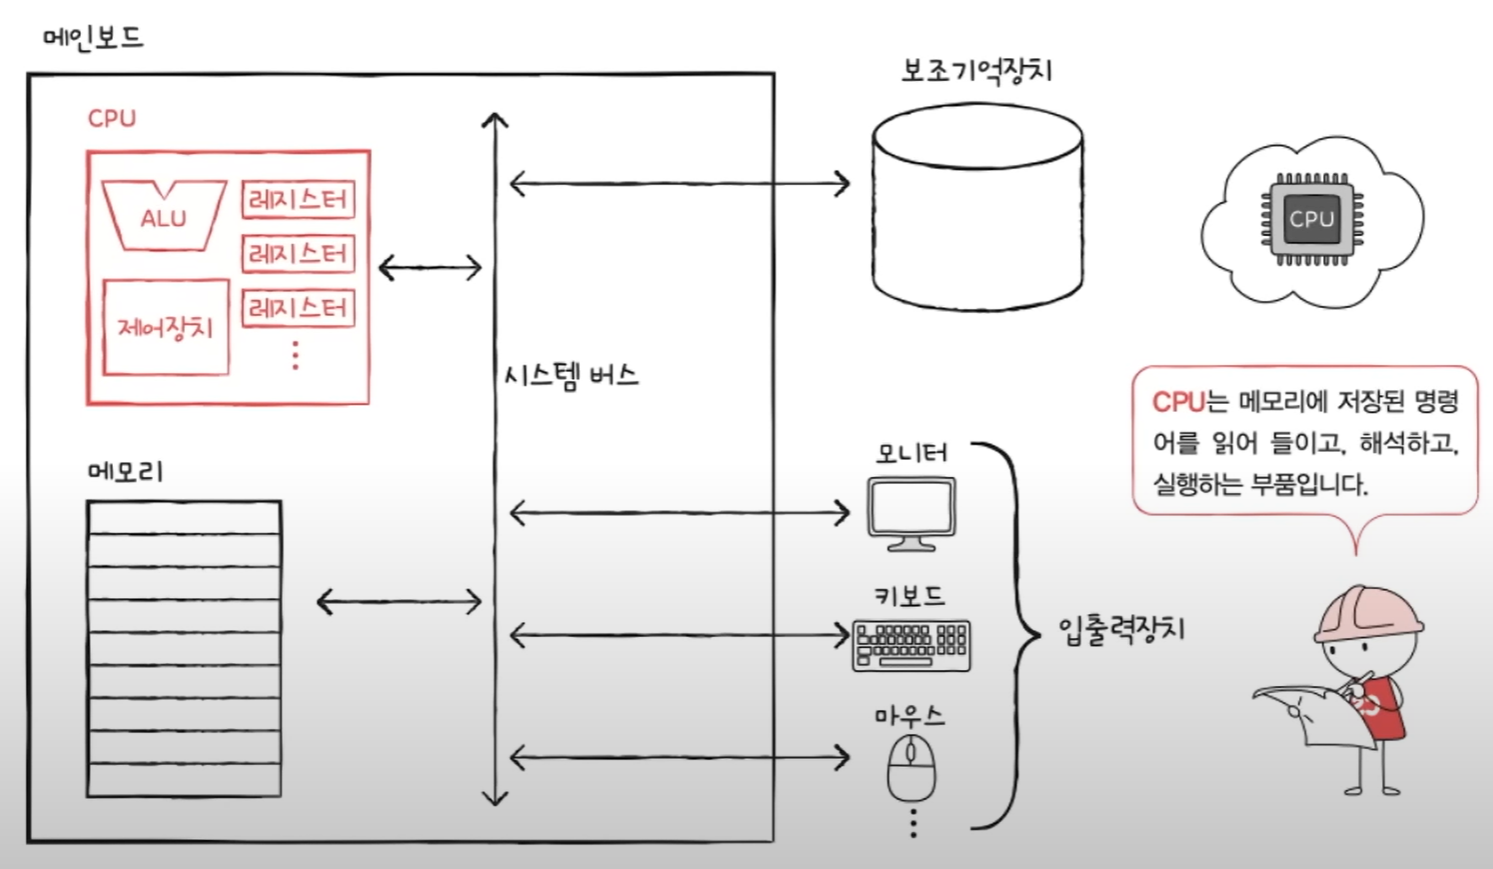 메인보드
CPU
ALU
레지스터
레지스터
레지스터
제어장치
시스템 버스
메모리
보조기억장치
모니터
키보드
마우스
입출력장치
CPU
CPU는 메모리에 저장된 명령
어를 읽어 들이고, 해석하고,
실행하는 부품입니다.